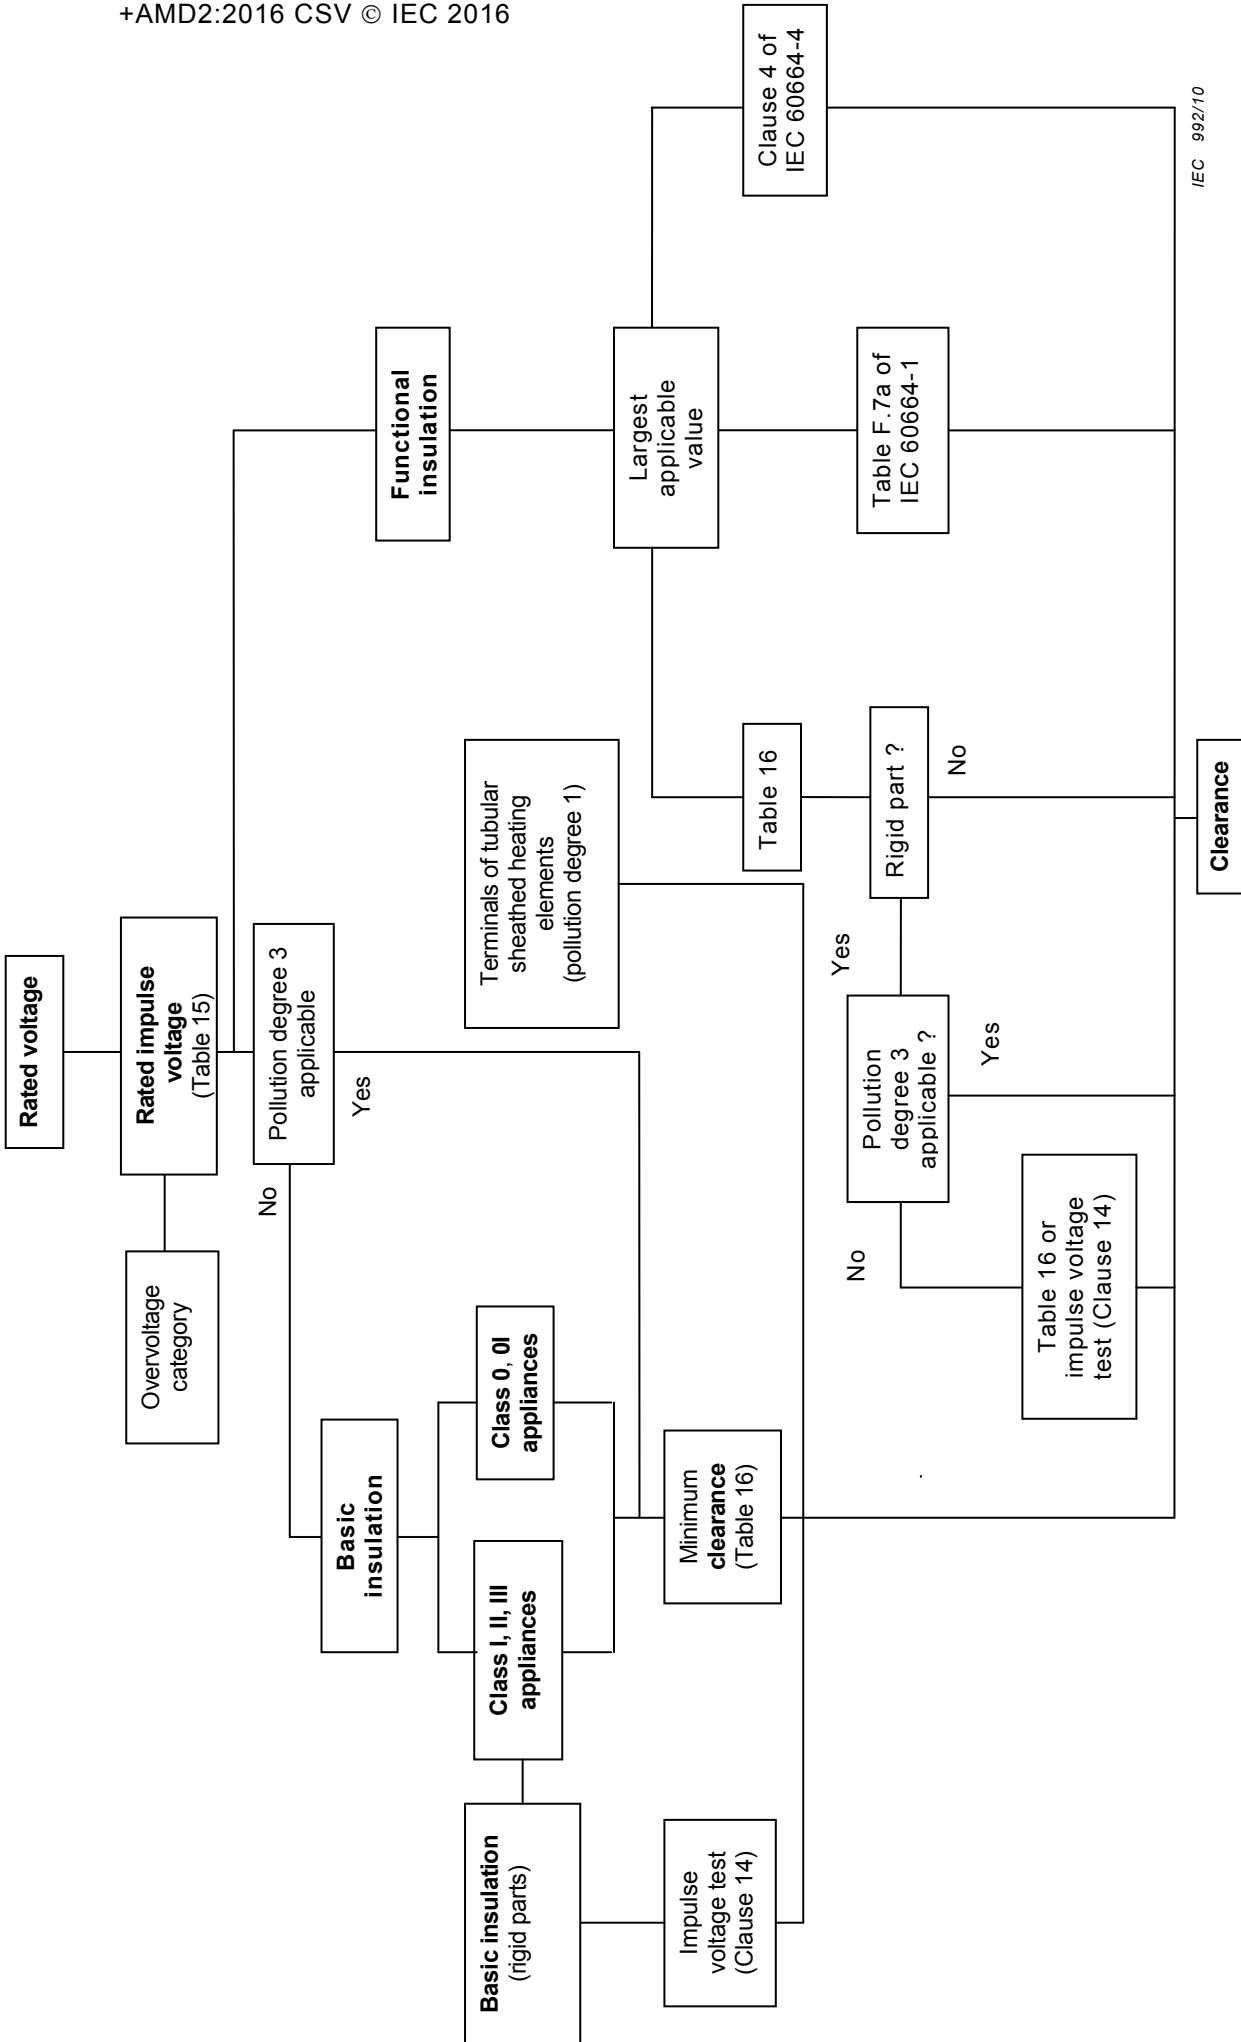 +AMD2:2016 CSV © IEC 2016
Rated voltage
Overvoltage
category
Rated impulse
voltage
(Table 15)
Pollution degree 3
applicable
No
Yes
Basic
insulation
Functional
insulation
Basic insulation
(rigid parts)
Class I, II, III
appliances
Class 0, 0I
appliances
Terminals of tubular
sheathed heating
elements
(pollution degree 1)
Largest
applicable
value
Impulse
voltage test
(Clause 14)
Minimum
clearance
(Table 16)
Table 16
Clause 4 of
IEC 60664-4
Table F.7a of
IEC 60664-1
Rigid part ?
Yes
No
Pollution
degree 3
applicable ?
No
Yes
Table 16 or
impulse voltage
test (Clause 14)
Clearance
IEC 992/10